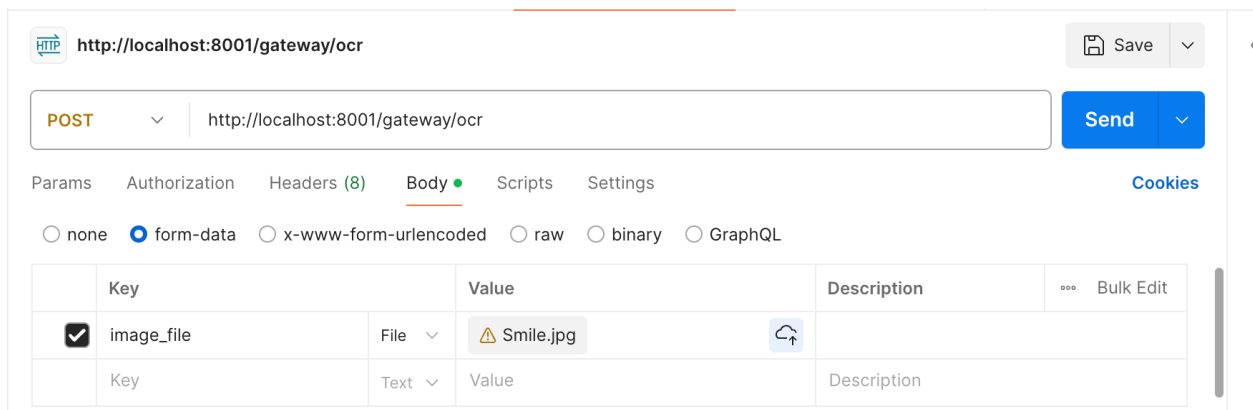 HTTP http://localhost:8001/gateway/ocr Save
POST http://localhost:8001/gateway/ocr Send
Params Authorization Headers (8) Body Scripts Settings Cookies
none form-data x-www-form-urlencoded raw binary GraphQL
Key Value Description Bulk Edit
image_file File Smile.jpg
Key Text Value Description